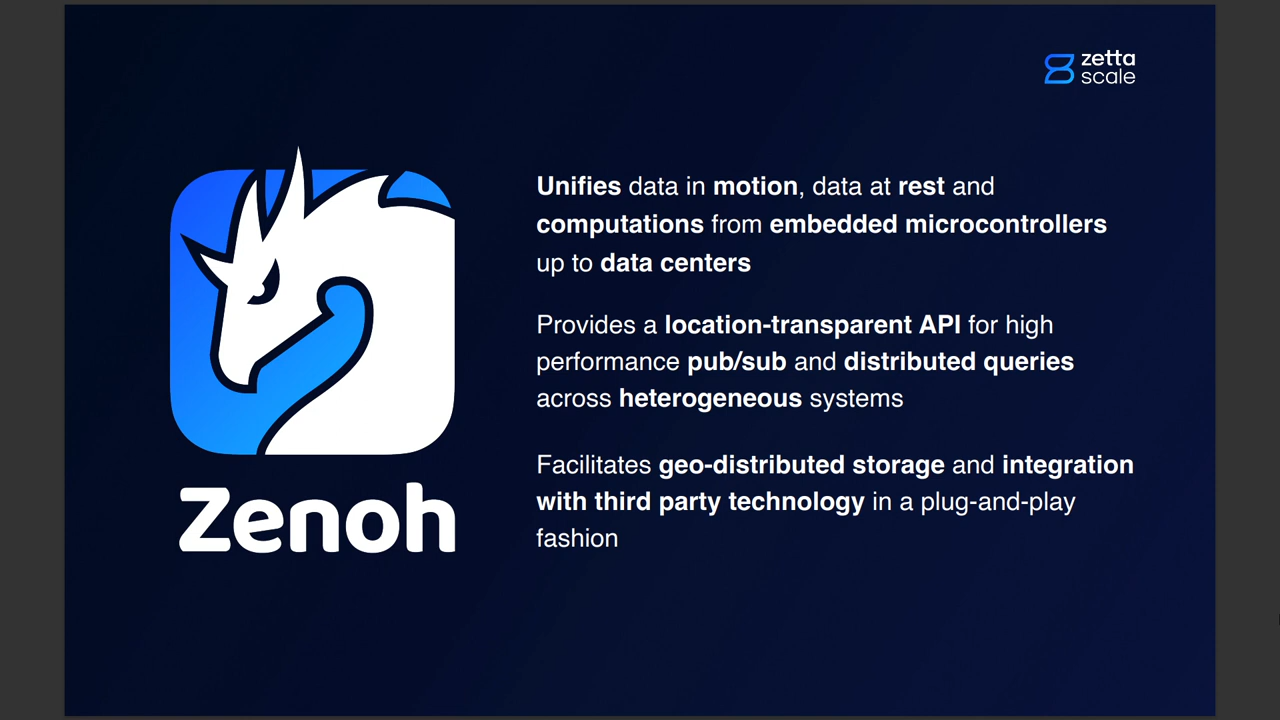 zetta
scale
Unifies data in motion, data at rest and
computations from embedded microcontrollers
up to data centers
Provides a location-transparent API for high
performance pub/sub and distributed queries
across heterogeneous systems
Facilitates geo-distributed storage and integration
with third party technology in a plug-and-play
fashion
Zenoh